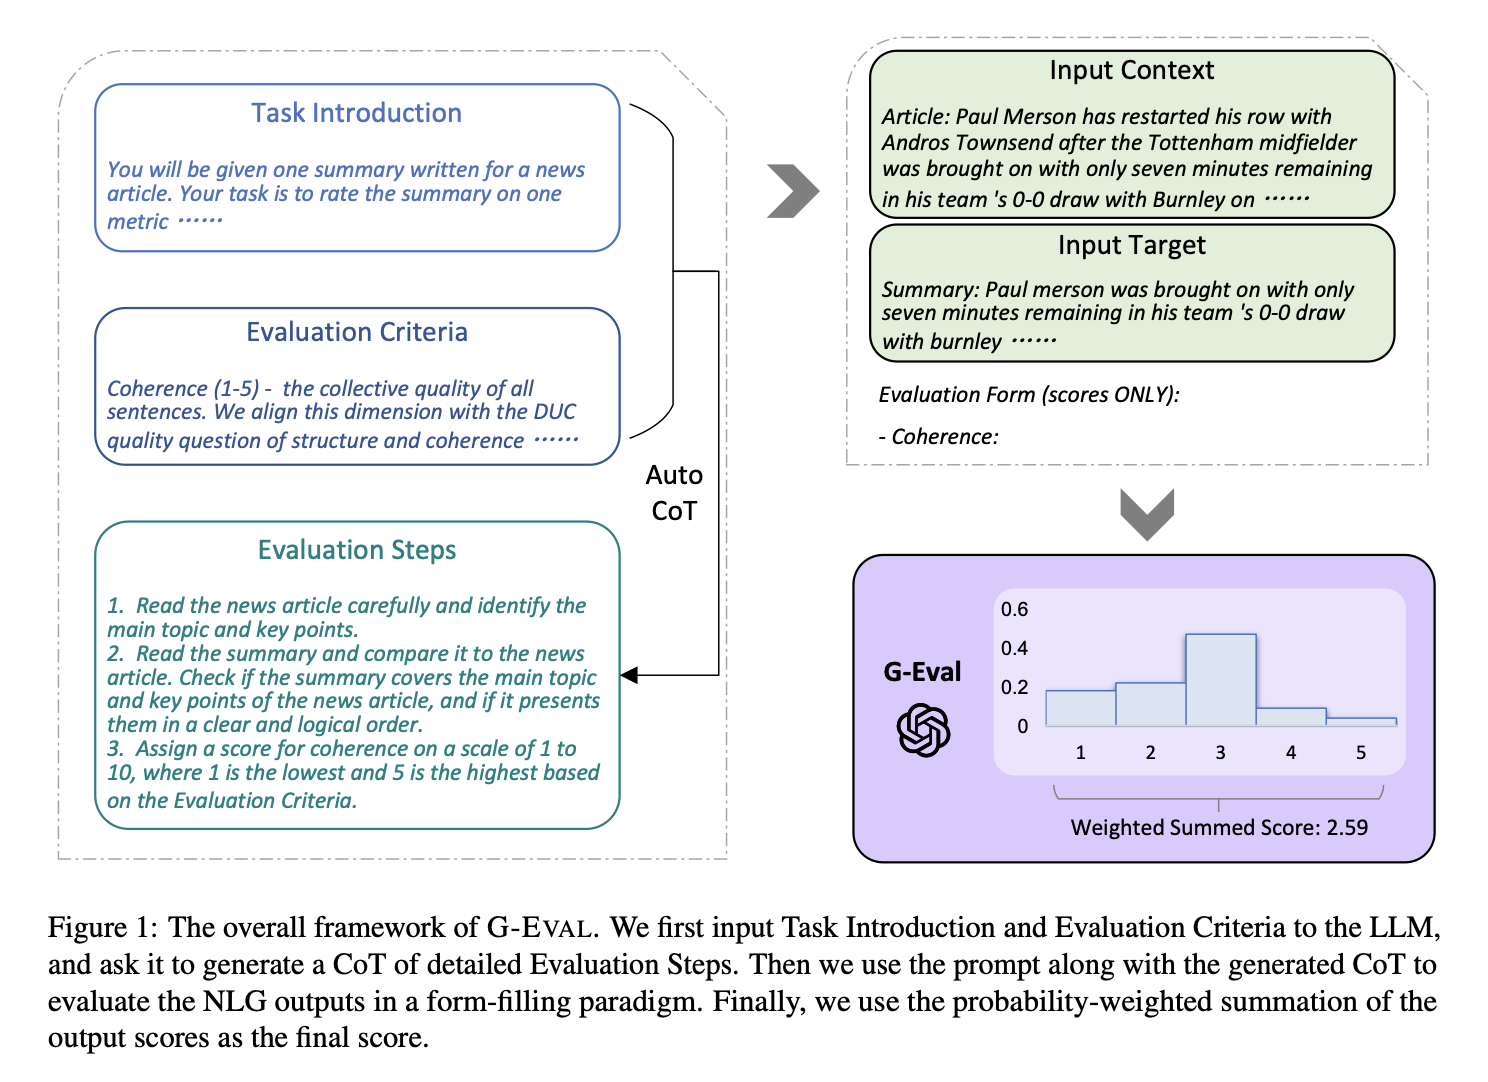 Task Introduction
You will be given one summary written for a news
article. Your task is to rate the summary on one
metric ······
Evaluation Criteria
Coherence (1-5) - the collective quality of all
sentences. We align this dimension with the DUC
quality question of structure and coherence ······
Auto
CoT
Evaluation Steps
1. Read the news article carefully and identify the
main topic and key points.
2. Read the summary and compare it to the news
article. Check if the summary covers the main topic
and key points of the news article, and if it presents
them in a clear and logical order.
3. Assign a score for coherence on a scale of 1 to
10, where 1 is the lowest and 5 is the highest based
on the Evaluation Criteria.
Input Context
Article: Paul Merson has restarted his row with
Andros Townsend after the Tottenham midfielder
was brought on with only seven minutes remaining
in his team 's 0-0 draw with Burnley on ······
Input Target
Summary: Paul merson was brought on with only
seven minutes remaining in his team 's 0-0 draw
with burnley ······
Evaluation Form (scores ONLY):
- Coherence:
G-Eval
0.6
0.4
0.2
0
1 2 3 4 5
Weighted Summed Score: 2.59
Figure 1: The overall framework of G-EVAL. We first input Task Introduction and Evaluation Criteria to the LLM,
and ask it to generate a CoT of detailed Evaluation Steps. Then we use the prompt along with the generated CoT to
evaluate the NLG outputs in a form-filling paradigm. Finally, we use the probability-weighted summation of the
output scores as the final score.